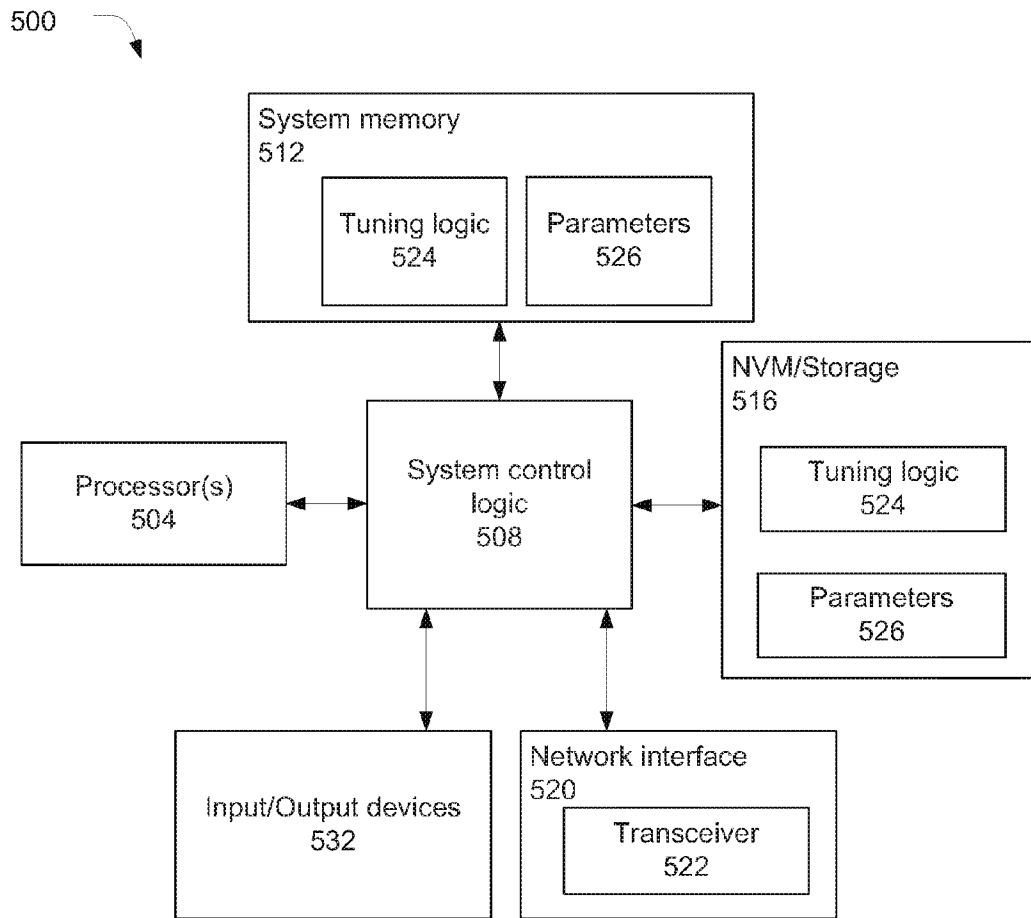 500
System memory
512
Tuning logic
524
Parameters
526
NVM/Storage
516
Tuning logic
524
Parameters
526
Processor(s)
504
System control
logic
508
Input/Output devices
532
Network interface
520
Transceiver
522